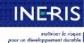 INERIS
maîtriser le risque
pour un développement durable